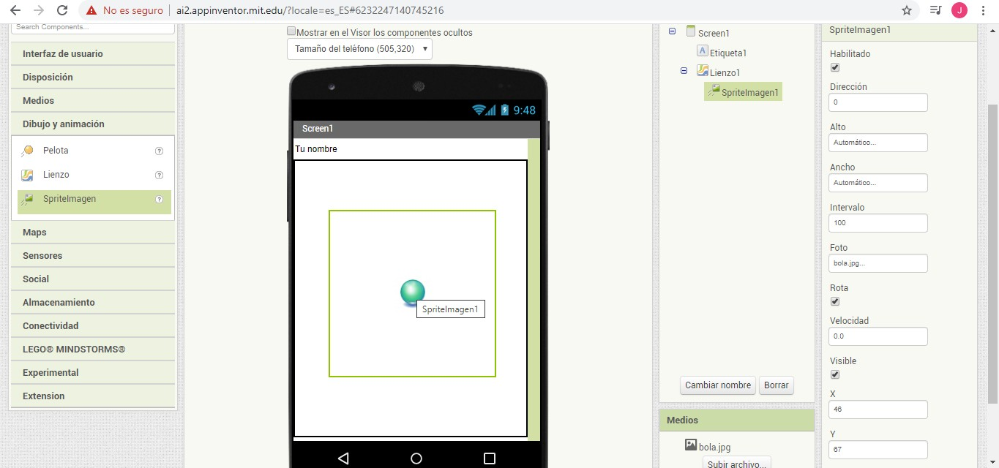 No es seguro
ai2.appinventor.mit.edu/?locale=es_ES#6232247140745216
J
Search Components...
Interfaz de usuario
Disposición
Medios
Dibujo y animación
Pelota
?
Lienzo
?
SpriteImagen
?
Maps
Sensores
Social
Almacenamiento
Conectividad
LEGO® MINDSTORMS®
Experimental
Extension
Mostrar en el Visor los componentes ocultos
Tamaño del teléfono (505,320)
9:48
Screen1
Tu nombre
SpriteImagen1
Screen1
A Etiqueta1
Lienzo1
SpriteImagen1
Cambiar nombre Borrar
Medios
bola.jpg
Subir archivo...
SpriteImagen1
Habilitado
Dirección
0
Alto
Automático...
Ancho
Automático...
Intervalo
100
Foto
bola.jpg...
Rota
Velocidad
0.0
Visible
X
46
Y
67